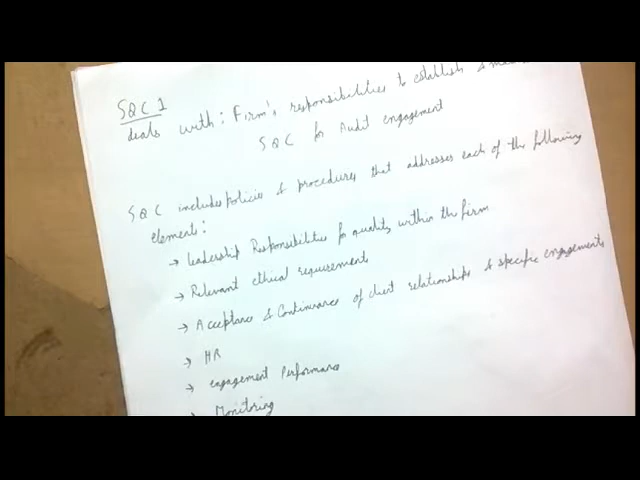 SQC 1
deals with: Firm's responsibilities to establish &
SQC for Audit engagement
SQC includes policies & procedures that addresses each of the following
elements:
→ Leadership Responsibilities for quality within the firm
→ Relevant ethical requirements
→ Acceptance & Continuance of client relationships & specific engagements
→ HR
→ engagement Performance
→ Monitoring